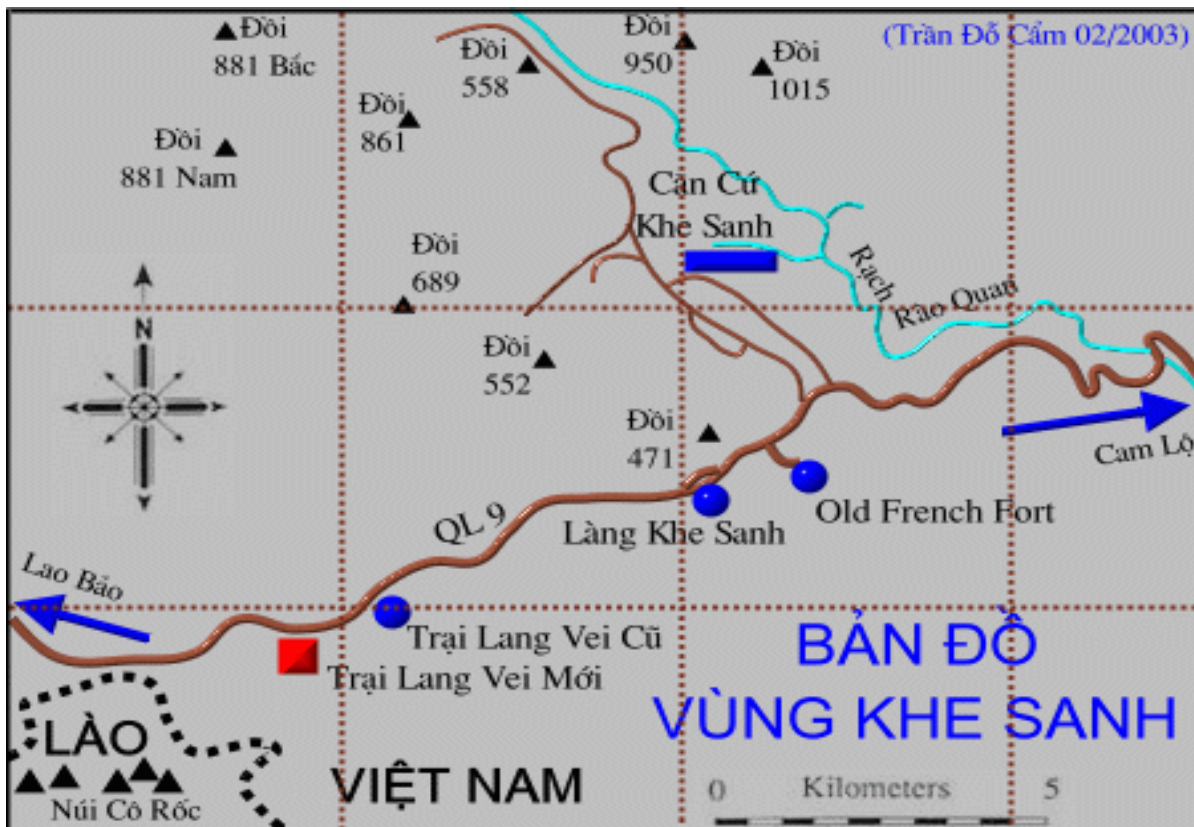 (Trần Đỗ Cẩm 02/2003)
Đồi
881 Bắc
Đồi
558
Đồi
950
1015
Đồi
Đồi
861
Đồi
881 Nam
Căn Cứ
Khe Sanh
Đồi
689
Rạch
Rào Quan
N
Đồi
552
Đồi
471
Cam Lộ
Old French Fort
QL 9
Làng Khe Sanh
Lao Bảo
Trại Lang Vei Cũ
Trại Lang Vei Mới
BẢN ĐỒ
VÙNG KHE SANH
LÀO
VIỆT NAM
Núi Cô Rốc
0 Kilometers 5